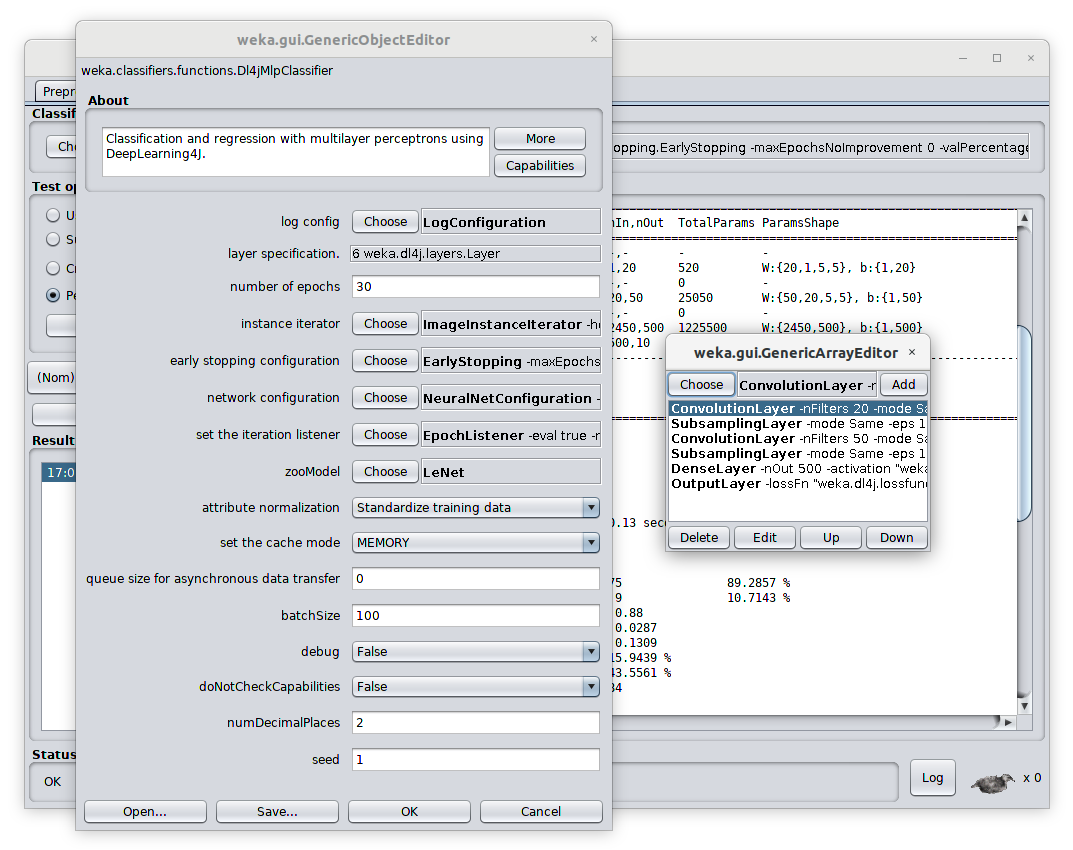 weka.gui.GenericObjectEditor
weka.classifiers.functions.Dl4jMlpClassifier
About
Classification and regression with multilayer perceptrons using
DeepLearning4J.
More
Capabilities
log config Choose LogConfiguration
layer specification. 6 weka.dl4j.layers.Layer
number of epochs 30
instance iterator Choose ImageInstanceIterator
early stopping configuration Choose EarlyStopping -maxEpochs
network configuration Choose NeuralNetConfiguration -
set the iteration listener Choose EpochListener -eval true
zooModel Choose LeNet
attribute normalization Standardize training data
set the cache mode MEMORY
queue size for asynchronous data transfer 0
batchSize 100
debug False
doNotCheckCapabilities False
numDecimalPlaces 2
seed 1
Open... Save... OK Cancel
Prepr
Classif
opping.EarlyStopping -maxEpochsNoImprovement 0 -valPercentage
Test op
(Nom)
Result
17:0
nIn,nOut TotalParams ParamsShape
-,- - -
1,20 520 W:{20,1,5,5}, b:{1,20}
-,- 0 -
20,50 25050 W:{50,20,5,5}, b:{1,50}
-,- 0 -
2450,500 1225500 W:{2450,500}, b:{1,500}
500,10
0.13 sec
75 89.2857 %
9 10.7143 %
0.88
0.0287
0.1309
15.9439 %
43.5561 %
84
weka.gui.GenericArrayEditor
Choose ConvolutionLayer Add
ConvolutionLayer -nFilters 20 -mode Sa
SubsamplingLayer -mode Same -eps 1
ConvolutionLayer -nFilters 50 -mode Sa
SubsamplingLayer -mode Same -eps 1
DenseLayer -nOut 500 -activation "weka
OutputLayer -lossFn "weka.dl4j.lossfun
Delete Edit Up Down
Status
OK
Log
x 0